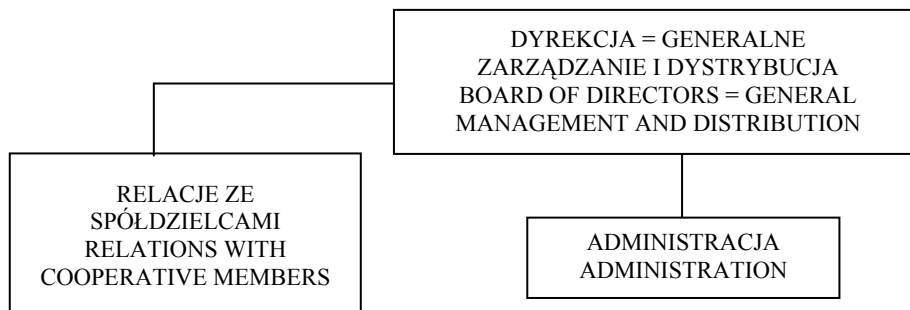 DYREKCJA = GENERALNE
ZARZĄDZANIE I DYSTRYBUCJA
BOARD OF DIRECTORS = GENERAL
MANAGEMENT AND DISTRIBUTION
RELACJE ZE
SPÓŁDZIELCAMI
RELATIONS WITH
COOPERATIVE MEMBERS
ADMINISTRACJA
ADMINISTRATION